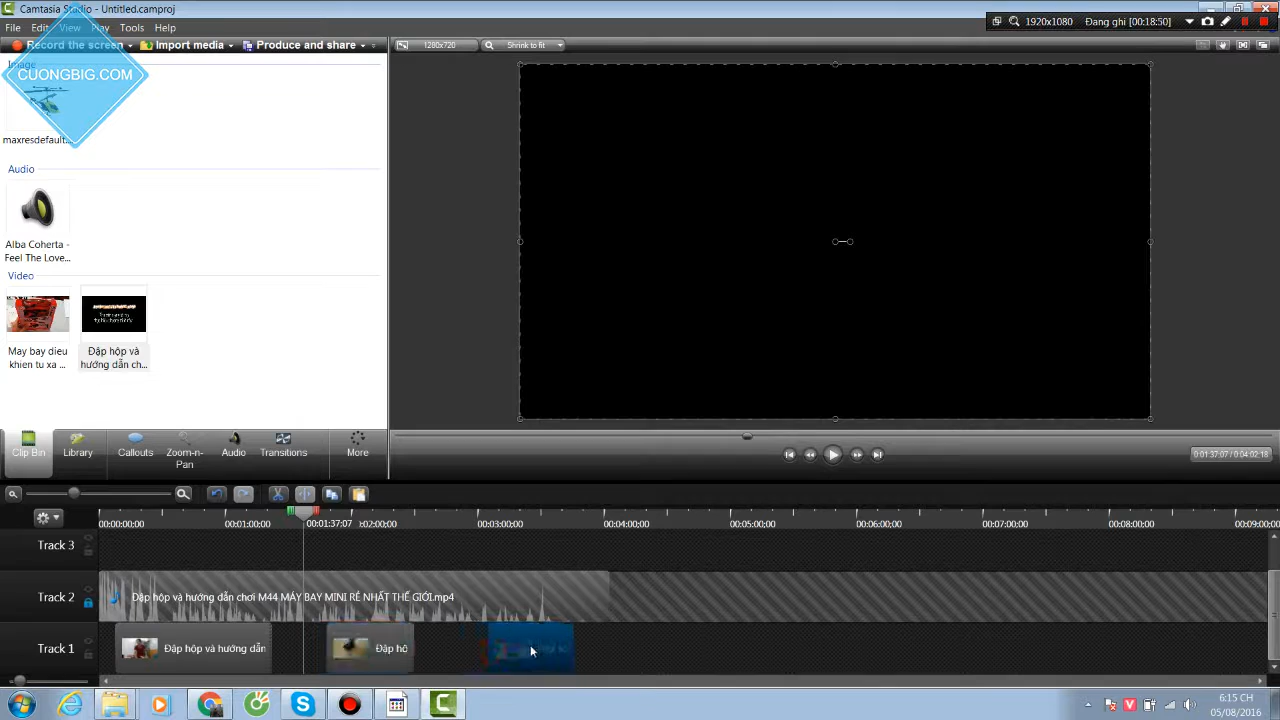 Camtasia Studio - Untitled.camproj
File Edit View Play Tools Help
1920x1080 Đang ghi [00:18:50]
Record the screen Import media Produce and share
1280x720 Shrink to fit
Image
CUONGBIG.COM
maxresdefault...
Audio
Alba Coherta -
Feel The Love...
Video
May bay dieu
khien tu xa ...
Đập hộp và
hướng dẫn ch...
Clip Bin Library Callouts Zoom-n-Pan Audio Transitions More
0:01:37:07 / 0:04:02:18
00:00:00:00 00:01:00:00 00:01:37:07 00:03:00:00 00:04:00:00 00:05:00:00 00:06:00:00 00:07:00:00 00:08:00:00 00:09:00:00
Track 3
Track 2 Đập hộp và hướng dẫn chơi M44 MÁY BAY MINI RẺ NHẤT THẾ GIỚI.mp4
Track 1 Đập hộp và hướng dẫn Đập hộ
6:15 CH
05/08/2016